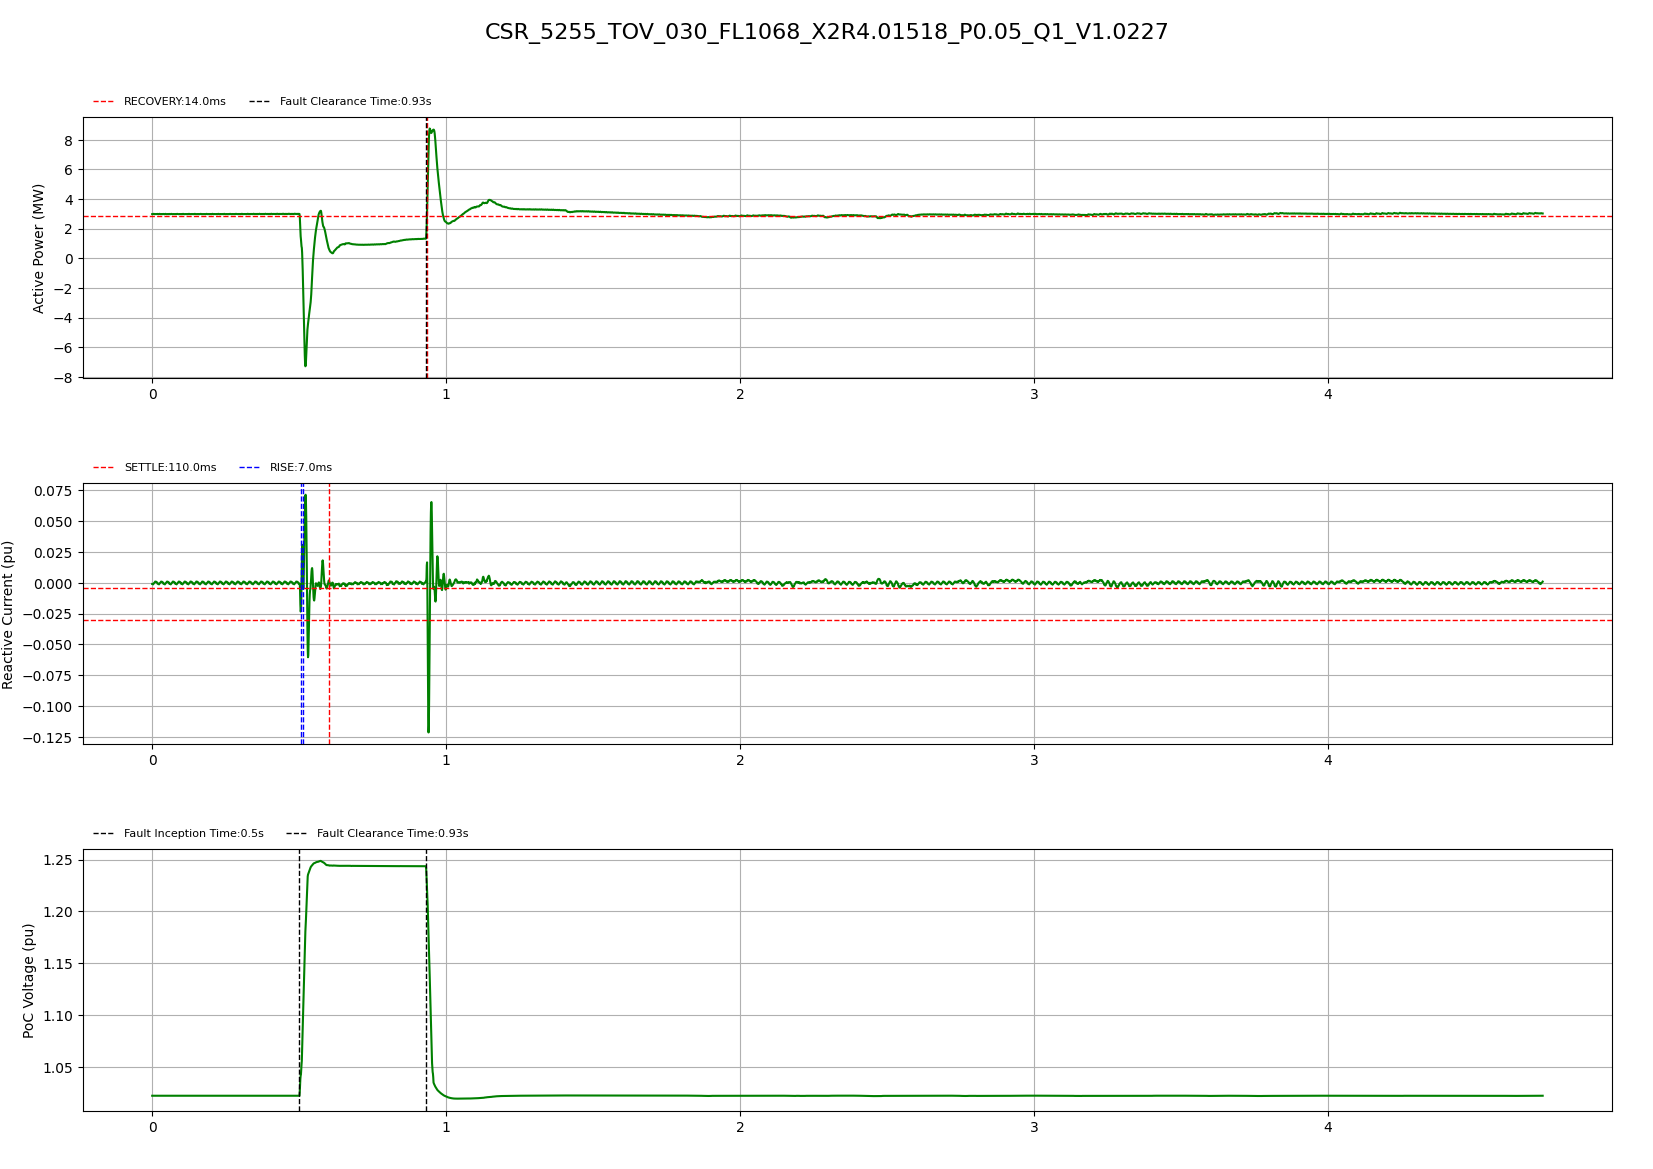 CSR_5255_TOV_030_FL1068_X2R4.01518_P0.05_Q1_V1.0227
RECOVERY:14.0ms Fault Clearance Time:0.93s
Active Power (MW)
8
6
4
2
0
−2
−4
−6
−8
0 1 2 3 4
SETTLE:110.0ms RISE:7.0ms
Reactive Current (pu)
0.075
0.050
0.025
0.000
−0.025
−0.050
−0.075
−0.100
−0.125
0 1 2 3 4
Fault Inception Time:0.5s Fault Clearance Time:0.93s
PoC Voltage (pu)
1.25
1.20
1.15
1.10
1.05
0 1 2 3 4